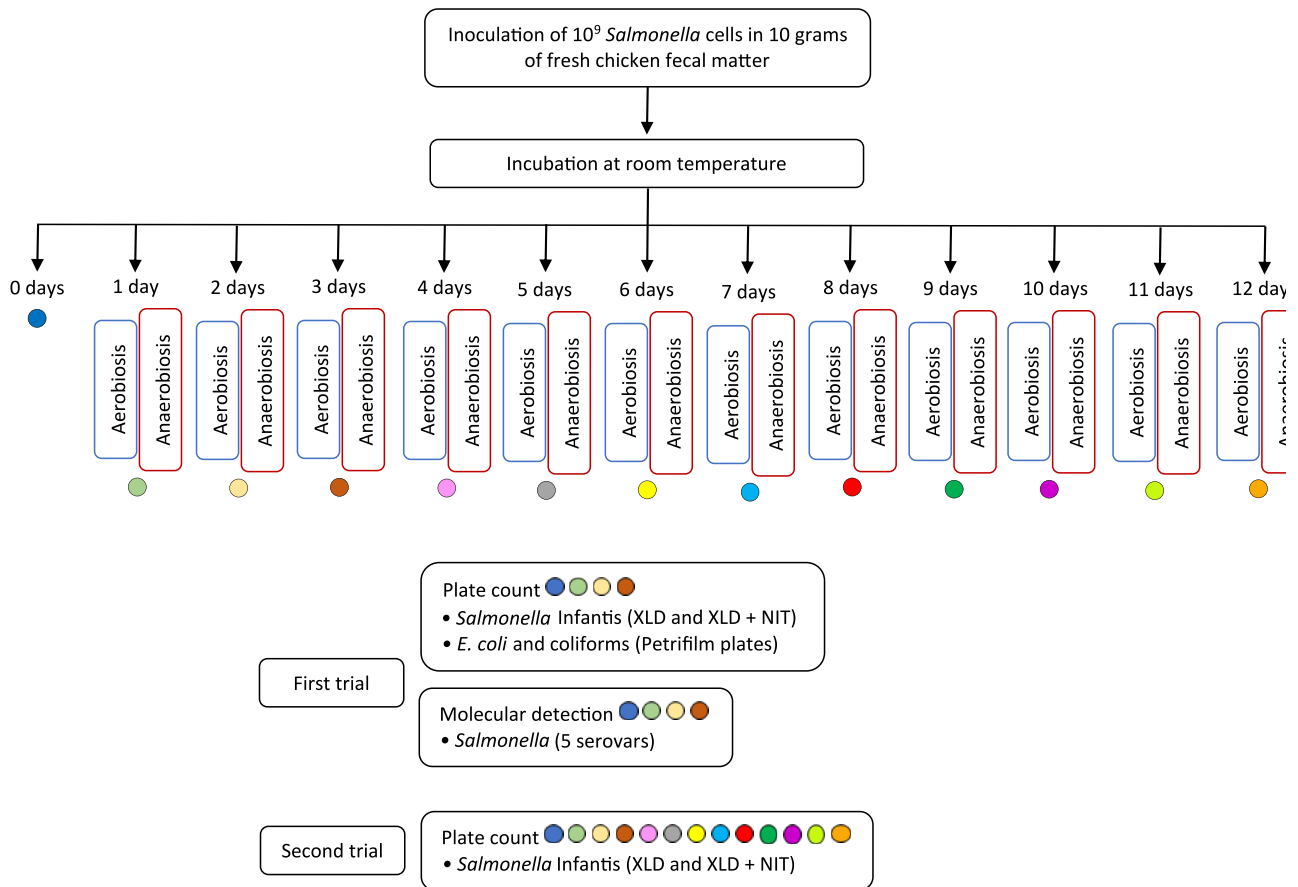 Inoculation of 10⁹ Salmonella cells in 10 grams
of fresh chicken fecal matter
Incubation at room temperature
0 days
1 day
2 days
3 days
4 days
5 days
6 days
7 days
8 days
9 days
10 days
11 days
12 day
Aerobiosis
Anaerobiosis
Aerobiosis
Anaerobiosis
Aerobiosis
Anaerobiosis
Aerobiosis
Anaerobiosis
Aerobiosis
Anaerobiosis
Aerobiosis
Anaerobiosis
Aerobiosis
Anaerobiosis
Aerobiosis
Anaerobiosis
Aerobiosis
Anaerobiosis
Aerobiosis
Anaerobiosis
Aerobiosis
Anaerobiosis
Aerobiosis
Anaerobiosis
Plate count
• Salmonella Infantis (XLD and XLD + NIT)
• E. coli and coliforms (Petrifilm plates)
First trial
Molecular detection
• Salmonella (5 serovars)
Plate count
Second trial
• Salmonella Infantis (XLD and XLD + NIT)